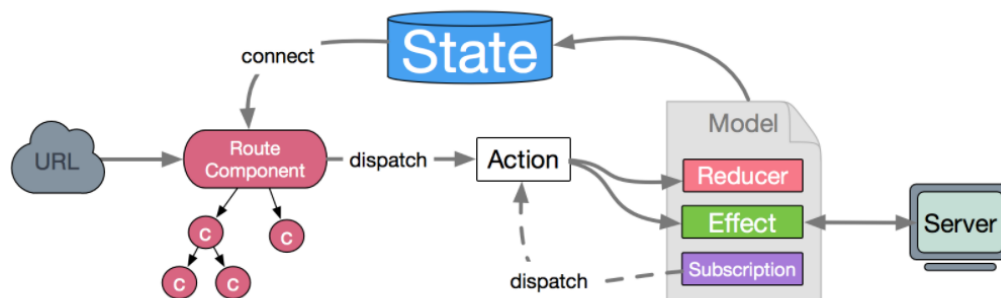 State
connect
Model
URL
Route
Component
dispatch
Action
Reducer
Effect
Server
Subscription
dispatch
C
C
C
C